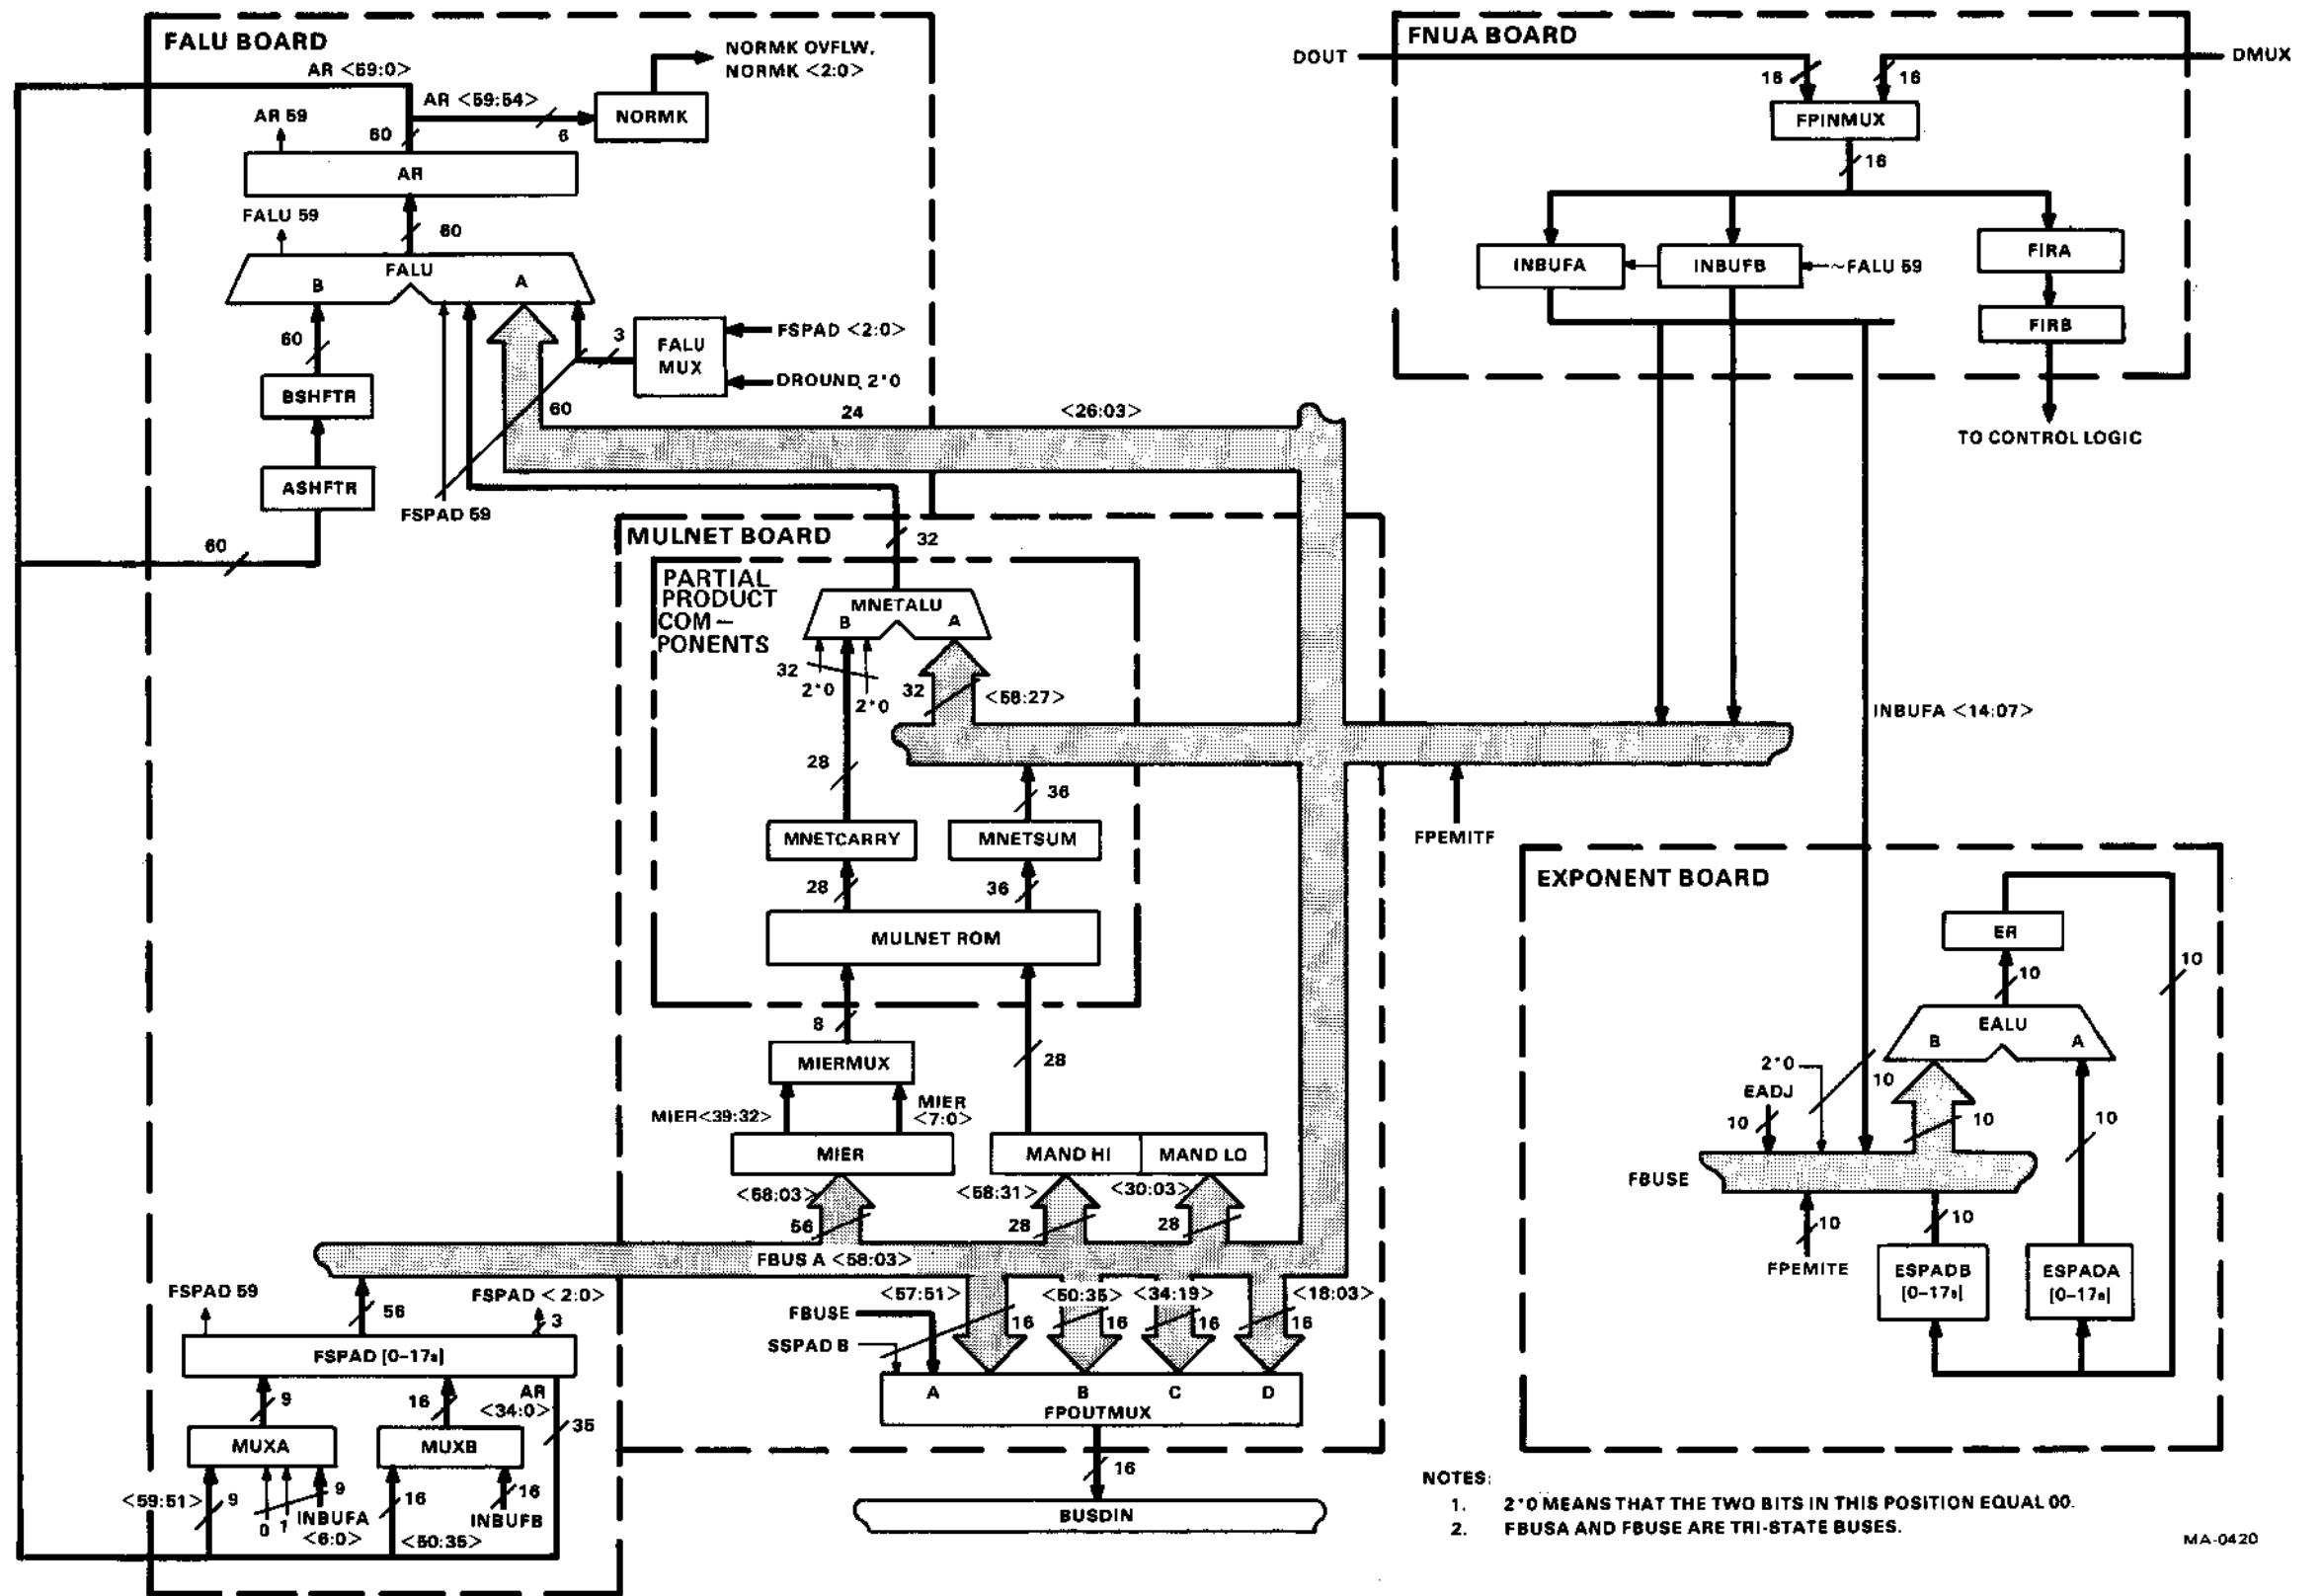 FALU BOARD
AR <59:0>
NORMK OVFLW,
NORMK <2:0>
AR <59:54>
6
NORMK
AR 59
60
AR
FALU 59
60
FALU
B
A
60
3
FALU
MUX
FSPAD <2:0>
DROUND, 2*0
BSHFTR
60
24
<26:03>
ASHFTR
FSPAD 59
60
FNUA BOARD
DOUT
DMUX
16
16
FPINMUX
16
INBUFA
INBUFB
~FALU 59
FIRA
FIRB
TO CONTROL LOGIC
MULNET BOARD
32
PARTIAL
PRODUCT
COM–
PONENTS
MNETALU
B
A
32
2*0
2*0
32
<58:27>
28
36
MNETCARRY
MNETSUM
28
36
MULNET ROM
8
28
MIERMUX
MIER<39:32>
MIER
<7:0>
MIER
MAND HI
MAND LO
<58:03>
<58:31>
<30:03>
56
28
28
FBUS A <58:03>
INBUFA <14:07>
FPEMITF
EXPONENT BOARD
ER
10
10
EALU
B
A
2*0
10
EADJ
10
10
10
FBUSE
10
10
FPEMITE
ESPADB
[0–17₈]
ESPADA
[0–17₈]
FSPAD 59
56
FSPAD < 2:0>
3
FSPAD [0–17₈]
9
16
AR
<34:0>
35
MUXA
MUXB
<59:51>
9
0
1
9
INBUFA
<6:0>
16
<50:35>
16
INBUFB
<57:51>
<50:35>
<34:19>
<18:03>
FBUSE
SSPAD B
16
16
16
16
A
B
C
D
FPOUTMUX
16
BUSDIN
NOTES:
1. 2*0 MEANS THAT THE TWO BITS IN THIS POSITION EQUAL 00.
2. FBUSA AND FBUSE ARE TRI-STATE BUSES.
MA-0420